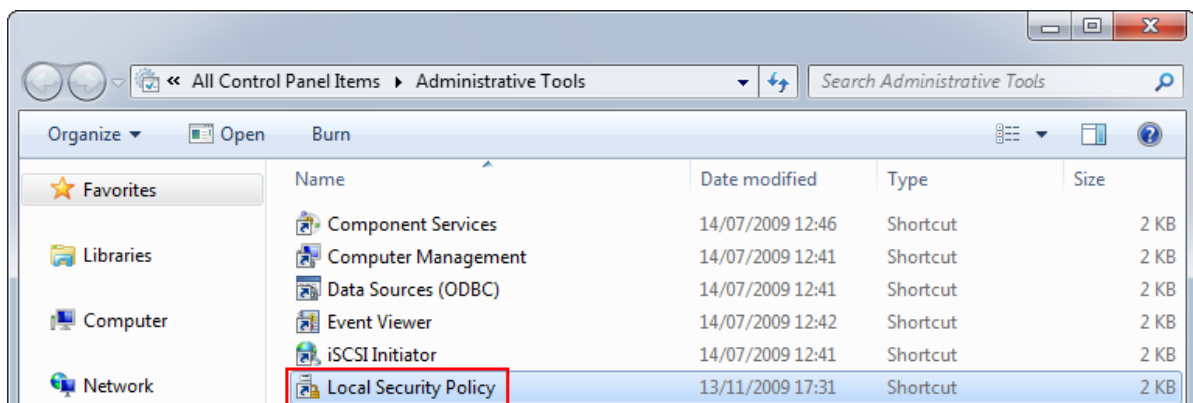 « All Control Panel Items ▸ Administrative Tools Search Administrative Tools
Organize Open Burn
Name Date modified Type Size
Favorites
Component Services 14/07/2009 12:46 Shortcut 2 KB
Libraries Computer Management 14/07/2009 12:41 Shortcut 2 KB
Data Sources (ODBC) 14/07/2009 12:41 Shortcut 2 KB
Computer Event Viewer 14/07/2009 12:42 Shortcut 2 KB
iSCSI Initiator 14/07/2009 12:41 Shortcut 2 KB
Network Local Security Policy 13/11/2009 17:31 Shortcut 2 KB